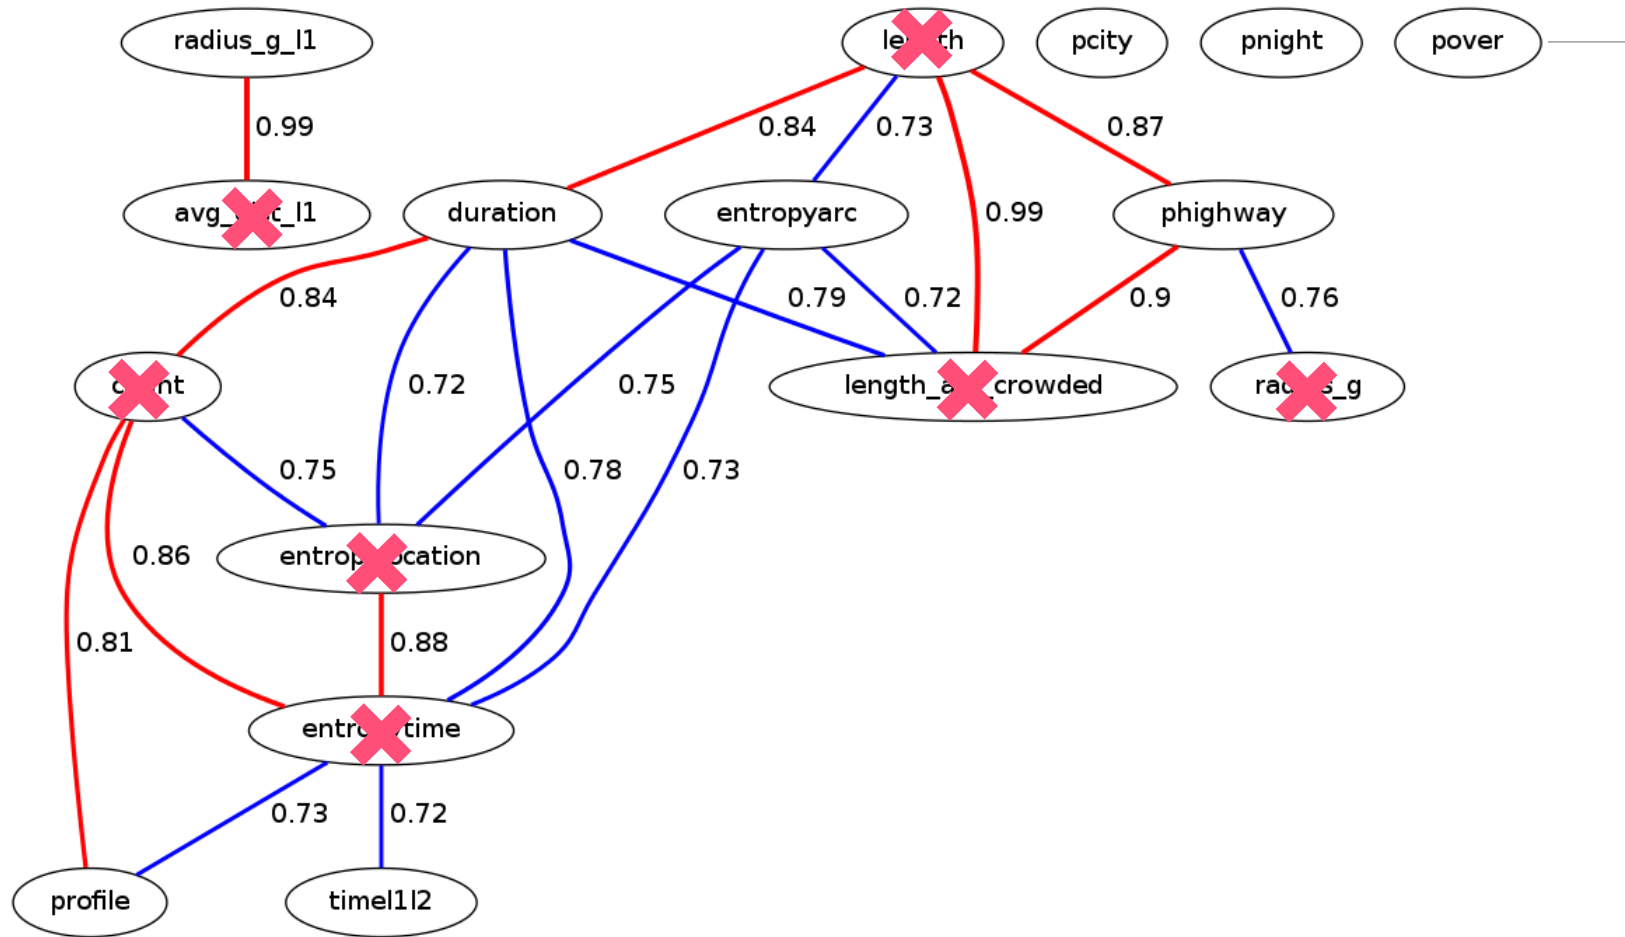 radius_g_l1
pcity
pnight
pover
0.99
0.84
0.73
0.87
duration
entropyarc
phighway
0.99
0.84
0.79
0.72
0.9
0.76
0.72
0.75
0.75
0.78
0.73
0.86
0.81
0.88
0.73
0.72
profile
timel1l2